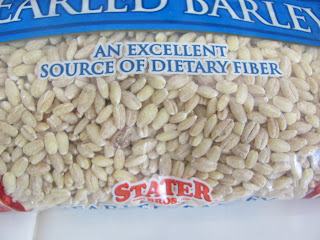 EARLED BARLEY
AN EXCELLENT
SOURCE OF DIETARY FIBER
STATER
BROS.